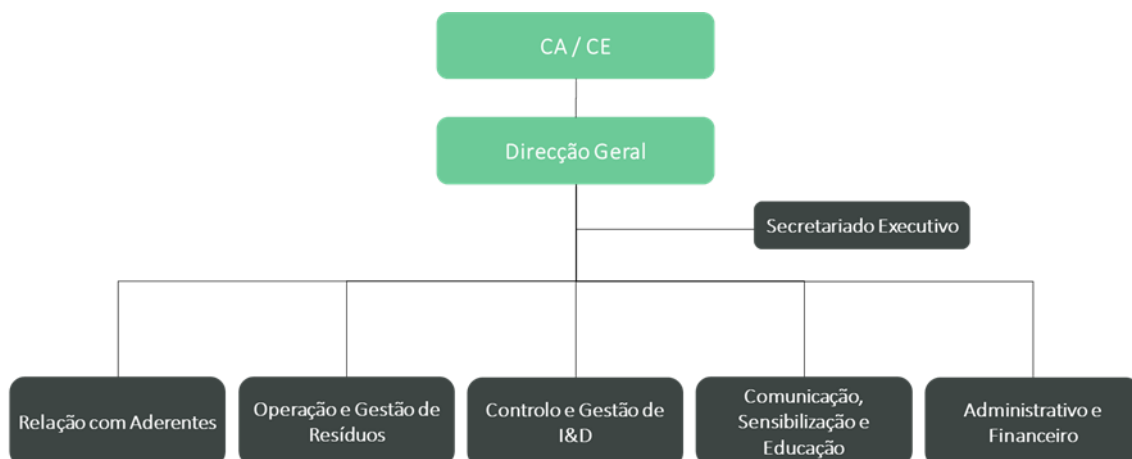 CA / CE
Direcção Geral
Secretariado Executivo
Relação com Aderentes
Operação e Gestão de
Resíduos
Controlo e Gestão de
I&D
Comunicação,
Sensibilização e
Educação
Administrativo e
Financeiro